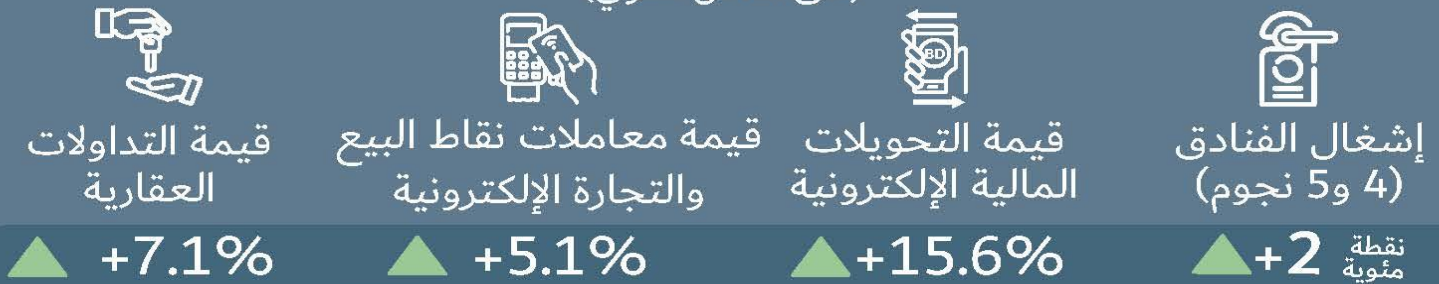 BD
إشغال الفنادق
(4 و5 نجوم)
+2 نقطة
مئوية
قيمة التحويلات
المالية الإلكترونية
+15.6%
قيمة معاملات نقاط البيع
والتجارة الإلكترونية
+5.1%
قيمة التداولات
العقارية
+7.1%